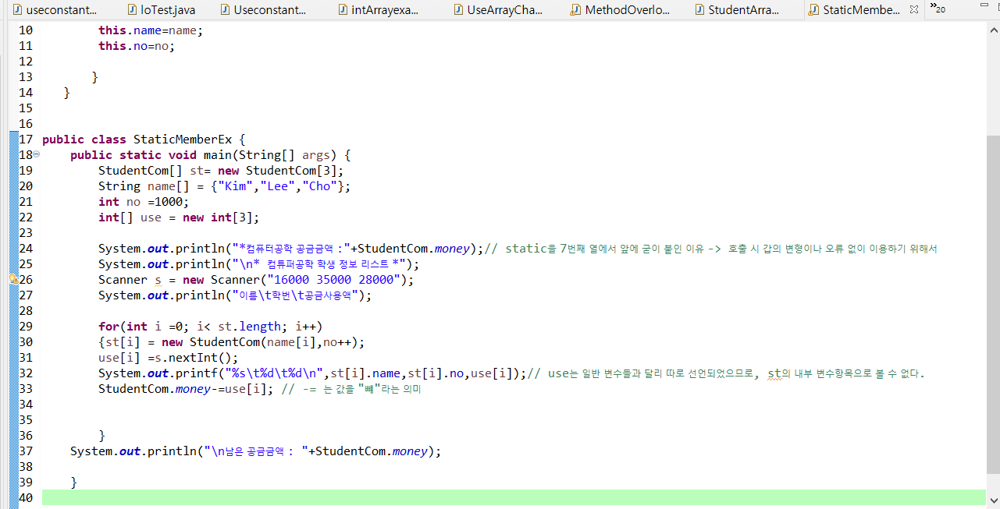 useconstant... IoTest.java Useconstant... intArrayexa... UseArrayCha... MethodOverlo... StudentArra... StaticMembe... »20
10 this.name=name;
11 this.no=no;
12
13 }
14 }
15
16
17 public class StaticMemberEx {
18 public static void main(String[] args) {
19 StudentCom[] st= new StudentCom[3];
20 String name[] = {"Kim","Lee","Cho"};
21 int no =1000;
22 int[] use = new int[3];
23
24 System.out.println("*컴퓨터공학 공금금액 :"+StudentCom.money);// static을 7번째 열에서 앞에 굳이 붙인 이유 -> 호출 시 값의 변형이나 오류 없이 이용하기 위해서
25 System.out.println("\n* 컴튜퍼공학 학생 정보 리스트 *");
26 Scanner s = new Scanner("16000 35000 28000");
27 System.out.println("이름\t학번\t공금사용액");
28
29 for(int i =0; i< st.length; i++)
30 {st[i] = new StudentCom(name[i],no++);
31 use[i] =s.nextInt();
32 System.out.printf("%s\t%d\t%d\n",st[i].name,st[i].no,use[i]);// use는 일반 변수들과 달리 따로 선언되었으므로, st의 내부 변수항목으로 볼 수 없다.
33 StudentCom.money-=use[i]; // -= 는 값을 "뺴"라는 의미
34
35
36 }
37 System.out.println("\n남은 공금금액 : "+StudentCom.money);
38
39 }
40